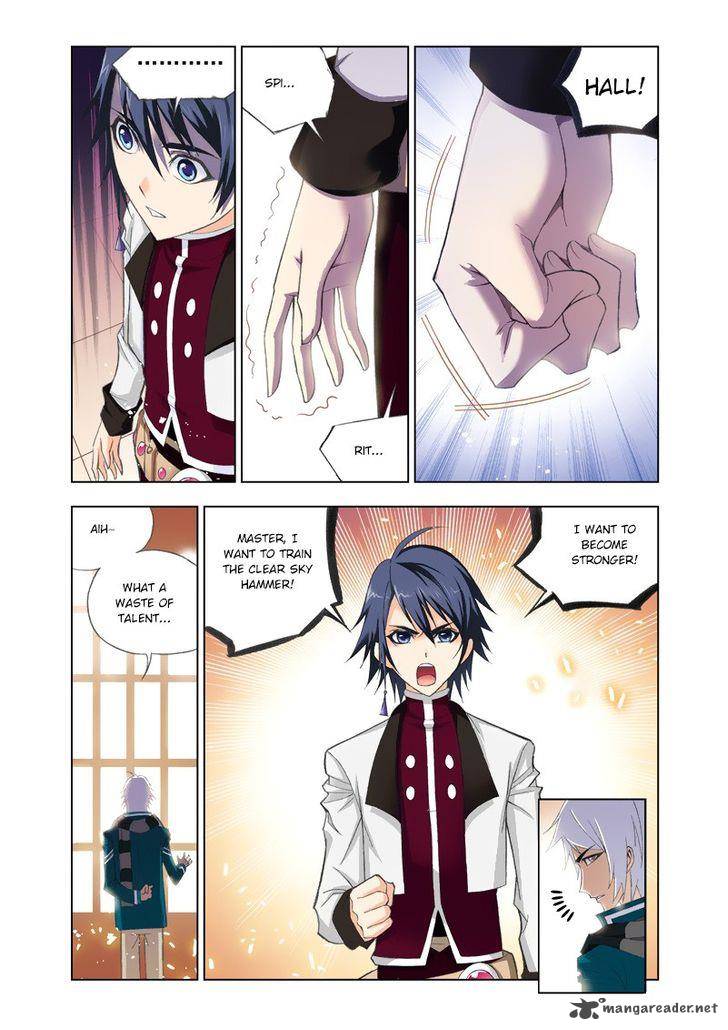 ............
SPI...
RIT...
HALL!
AIH~
WHAT A
WASTE OF
TALENT...
MASTER, I
WANT TO TRAIN
THE CLEAR SKY
HAMMER!
I WANT TO
BECOME
STRONGER!
mangareader.net